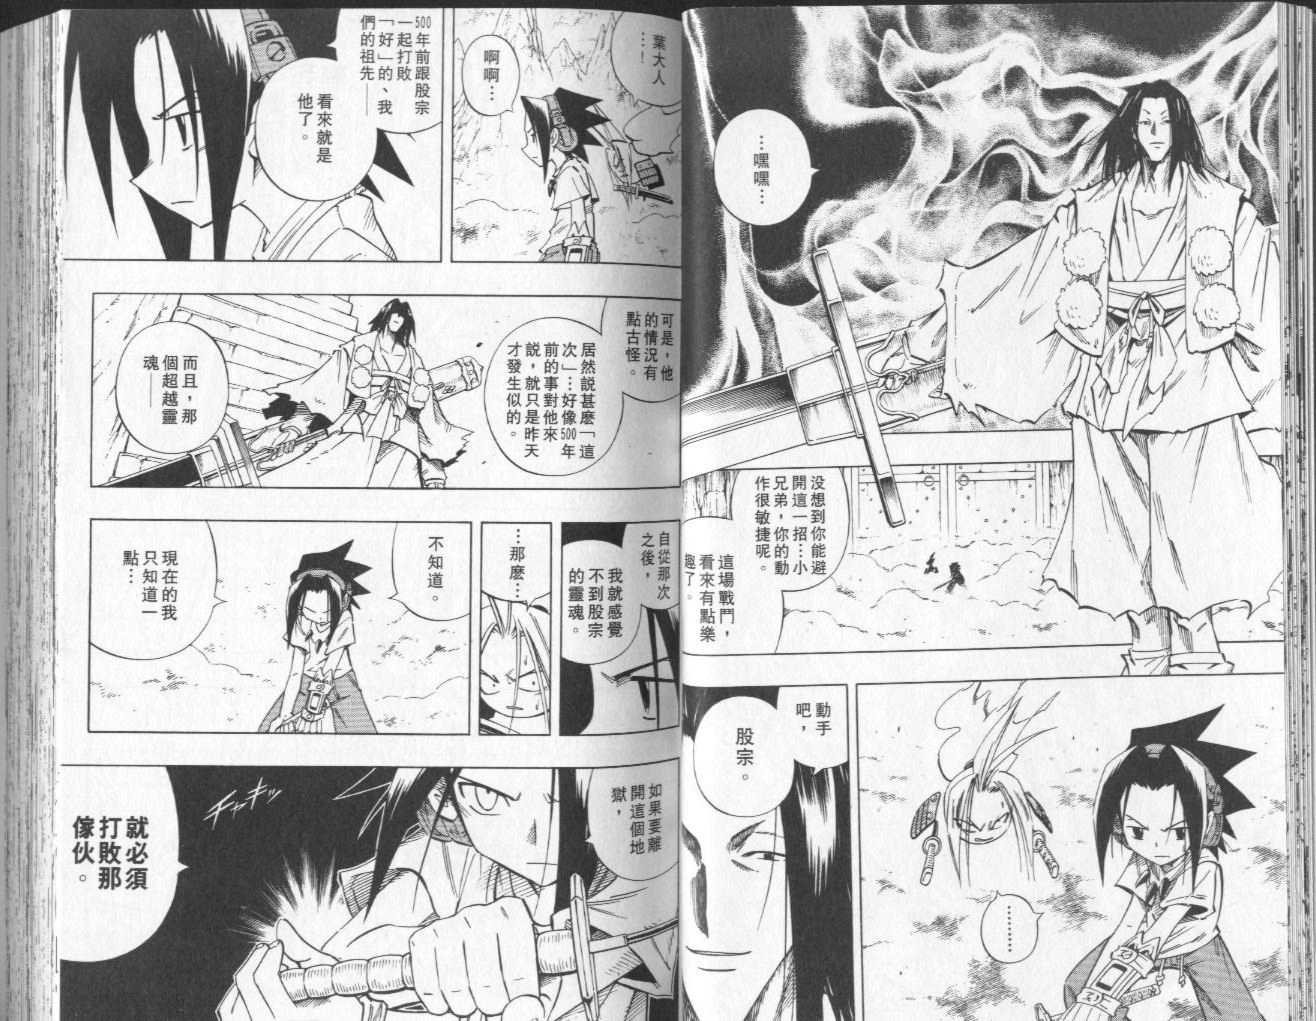 …嘿嘿…
没想到你能避
開這一招…小
兄弟，你的動
作很敏捷呢。
這場戰鬥，
看來有點樂
趣了。
………
動手
吧，
股宗。
葉大人
…！
啊啊…
500年前跟股宗
一起打敗
「好」的、我
們的祖先——
看來就是
他了。
可是，他
的情況有
點古怪。
居然説甚麽「這
次」…好像500年
前的事對他來
説，就只是昨天
才發生似的。
而且，那
個超越靈
魂——
自從那次
之後，
我就感覺
不到股宗
的靈魂。
…那麽…
不知道。
現在的我
只知道一
點…
如果要離
開這個地
獄，
チャキッ
就必須
打敗那
傢伙。